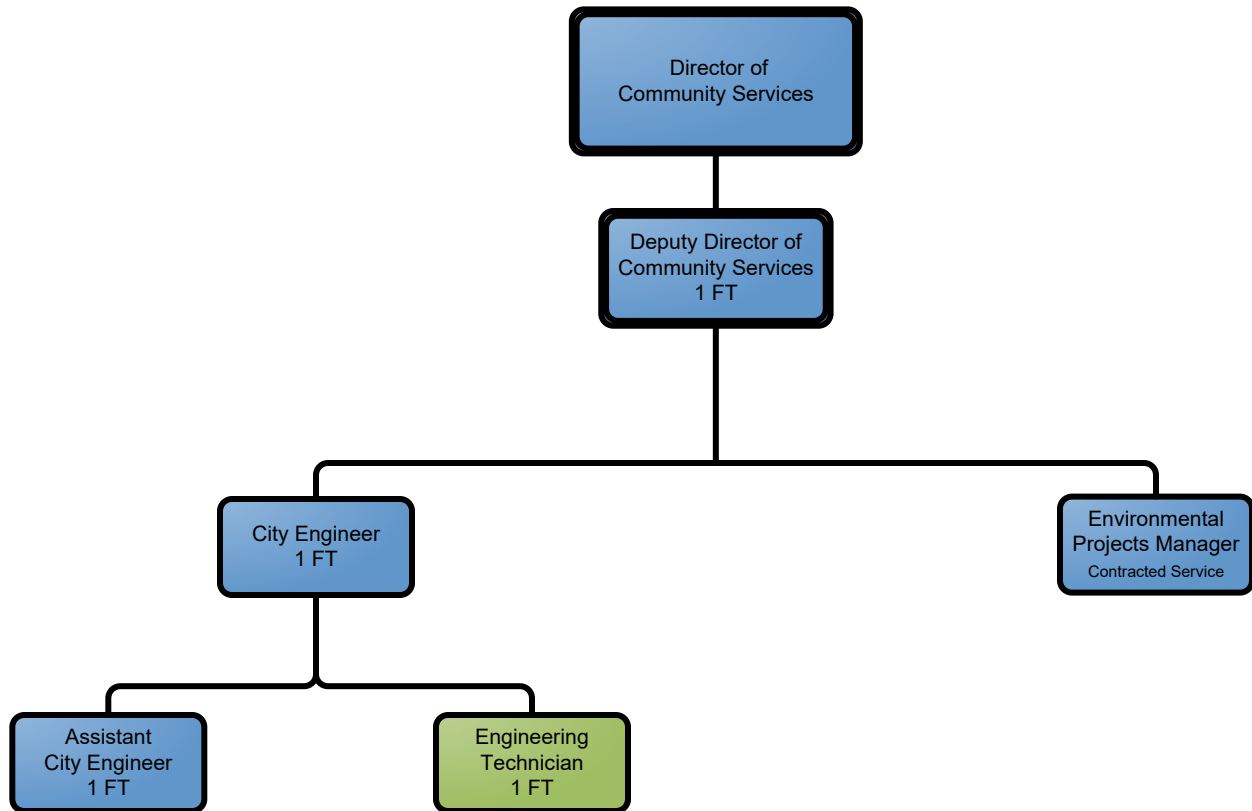 Director of
Community Services
Deputy Director of
Community Services
1 FT
City Engineer
1 FT
Environmental
Projects Manager
Contracted Service
Assistant
City Engineer
1 FT
Engineering
Technician
1 FT